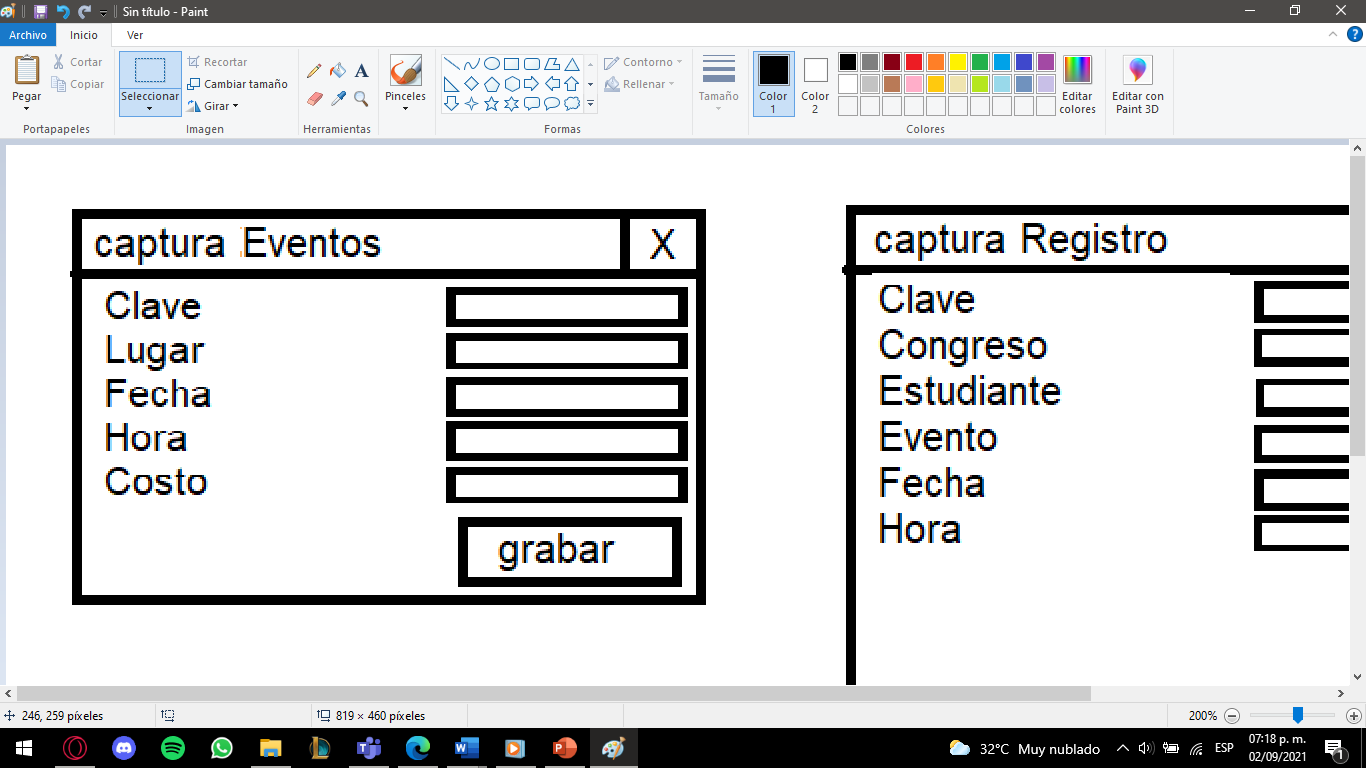 Sin título - Paint
Archivo Inicio Ver
Pegar
Cortar
Copiar
Portapapeles
Seleccionar
Recortar
Cambiar tamaño
Girar
Imagen
A
Herramientas
Pinceles
Contorno
Rellenar
Formas
Tamaño
Color 1
Color 2
Editar colores
Colores
Editar con Paint 3D
captura Eventos X
Clave
Lugar
Fecha
Hora
Costo
grabar
captura Registro
Clave
Congreso
Estudiante
Evento
Fecha
Hora
246, 259 píxeles
819 × 460 píxeles
200%
32°C Muy nublado
ESP
07:18 p. m.
02/09/2021
1